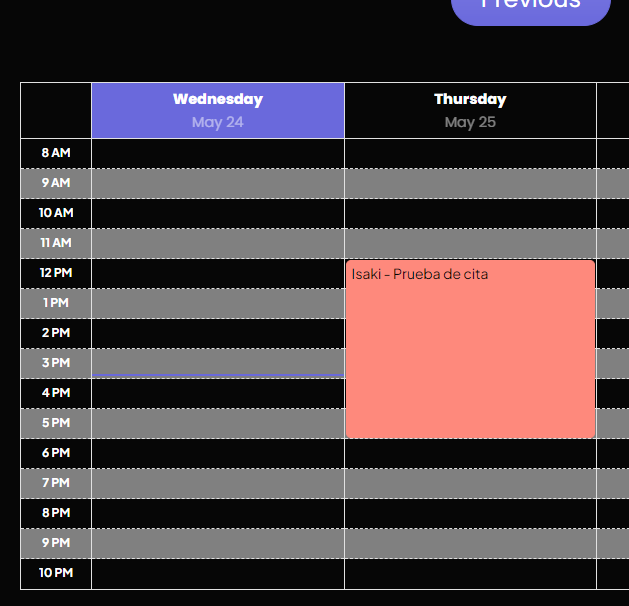 Previous
Wednesday
May 24
Thursday
May 25
8 AM
9 AM
10 AM
11 AM
12 PM
Isaki - Prueba de cita
1 PM
2 PM
3 PM
4 PM
5 PM
6 PM
7 PM
8 PM
9 PM
10 PM